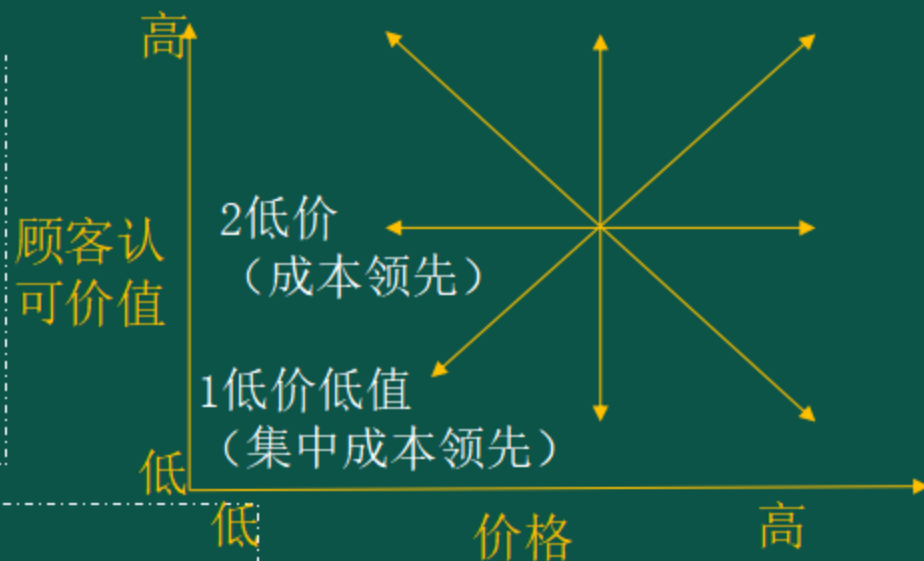 高
顾客认
可价值
2低价
（成本领先）
1低价低值
（集中成本领先）
低
低
价格
高